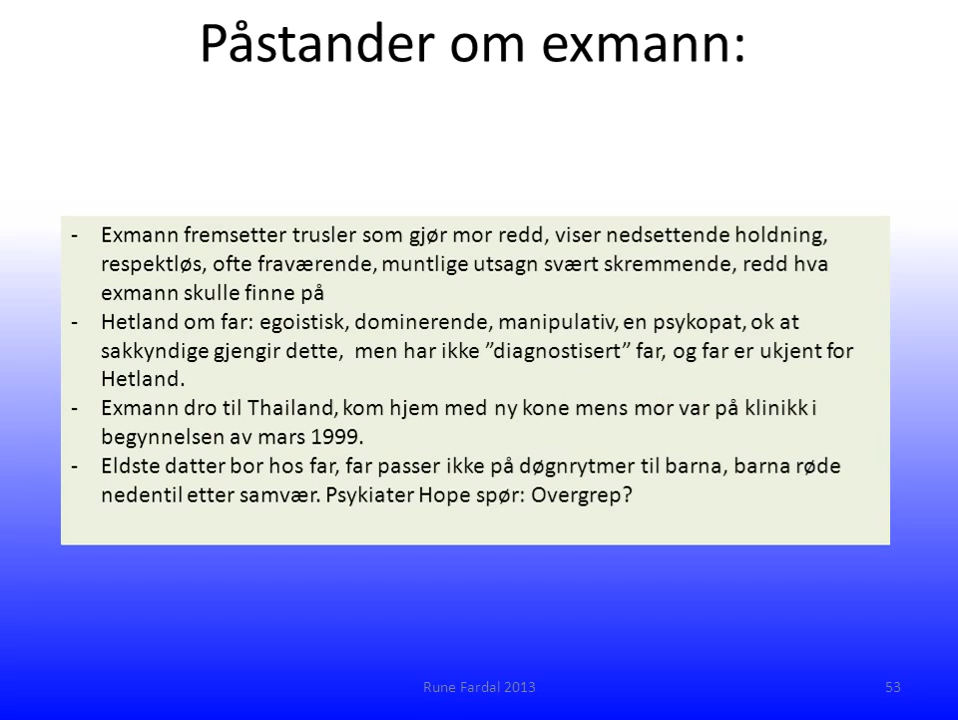 Påstander om exmann:
- Exmann fremsetter trusler som gjør mor redd, viser nedsettende holdning,
respektløs, ofte fraværende, muntlige utsagn svært skremmende, redd hva
exmann skulle finne på
- Hetland om far: egoistisk, dominerende, manipulativ, en psykopat, ok at
sakkyndige gjengir dette, men har ikke ”diagnostisert” far, og far er ukjent for
Hetland.
- Exmann dro til Thailand, kom hjem med ny kone mens mor var på klinikk i
begynnelsen av mars 1999.
- Eldste datter bor hos far, far passer ikke på døgnrytmer til barna, barna røde
nedentil etter samvær. Psykiater Hope spør: Overgrep?
Rune Fardal 2013
53